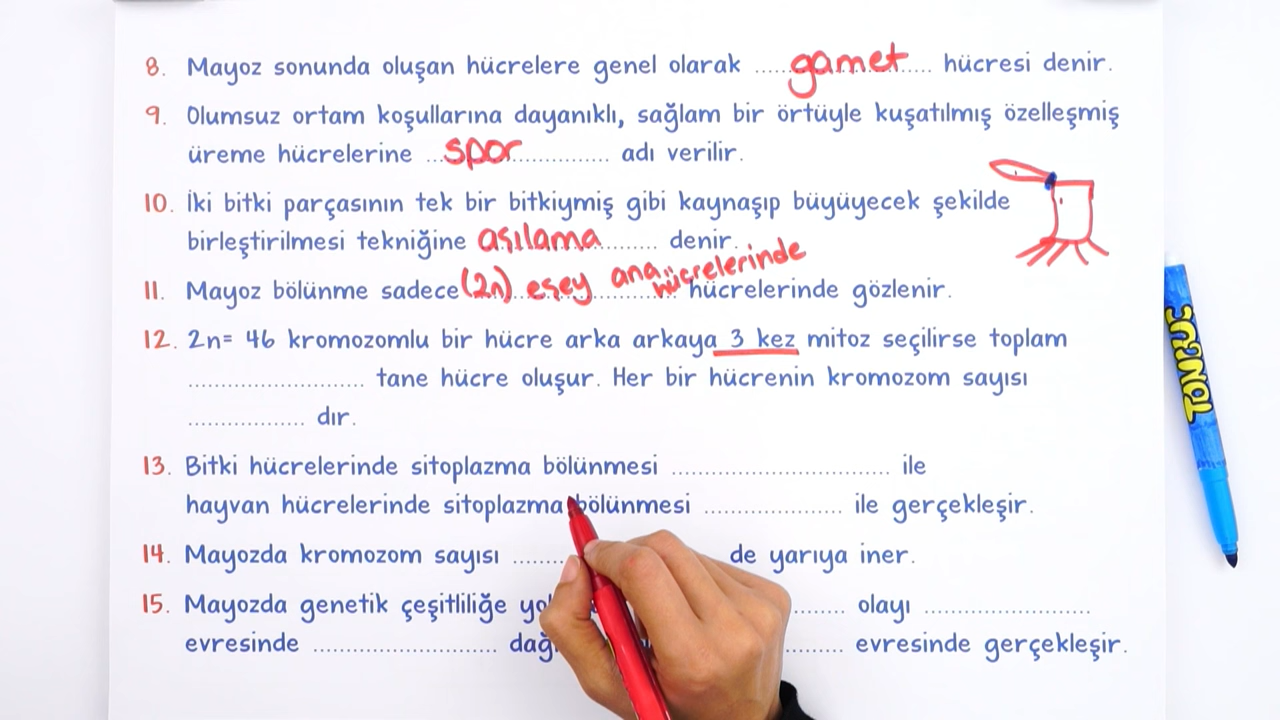 8. Mayoz sonunda oluşan hücrelere genel olarak ..... gamet ..... hücresi denir.
9. Olumsuz ortam koşullarına dayanıklı, sağlam bir örtüyle kuşatılmış özelleşmiş
üreme hücrelerine ... spor ............... adı verilir.
10. İki bitki parçasının tek bir bitkiymiş gibi kaynaşıp büyüyecek şekilde
birleştirilmesi tekniğine aşılama ......... denir.
11. Mayoz bölünme sadece (2n) eşey ana hücrelerinde hücrelerinde gözlenir.
12. 2n= 46 kromozomlu bir hücre arka arkaya 3 kez mitoz seçilirse toplam
............................ tane hücre oluşur. Her bir hücrenin kromozom sayısı
.................. dır.
13. Bitki hücrelerinde sitoplazma bölünmesi .................................. ile
hayvan hücrelerinde sitoplazma bölünmesi ...................... ile gerçekleşir.
14. Mayozda kromozom sayısı ........ de yarıya iner.
15. Mayozda genetik çeşitliliğe ........ olayı ..........................
evresinde ............................. ......... evresinde gerçekleşir.
TONGUÇ